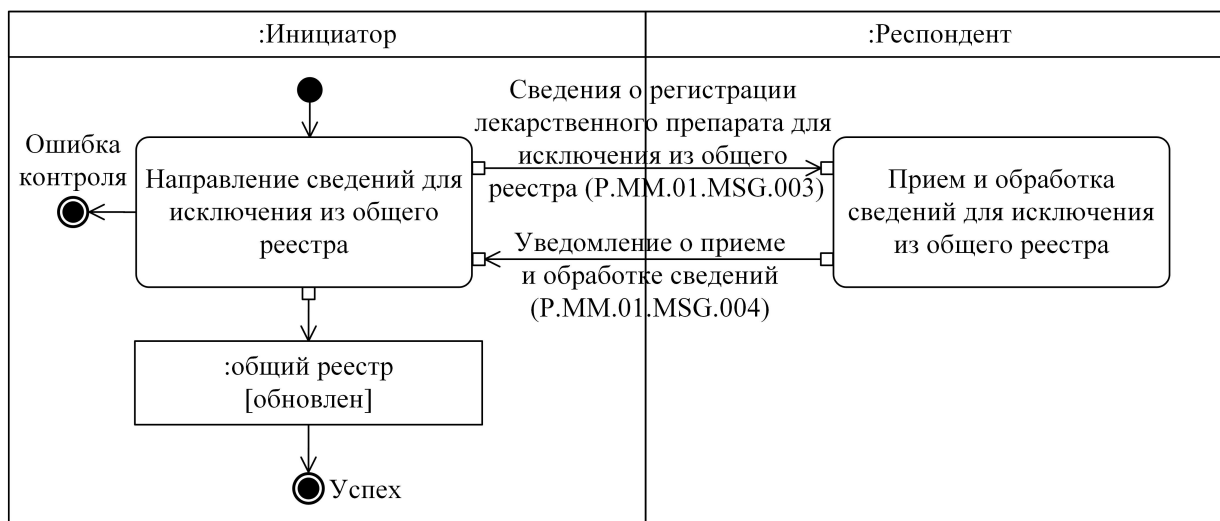 :Инициатор
:Респондент
Сведения о регистрации
лекарственного препарата для
исключения из общего
реестра (P.MM.01.MSG.003)
Ошибка
контроля
Направление сведений для
исключения из общего
реестра
Прием и обработка
сведений для исключения
из общего реестра
Уведомление о приеме
и обработке сведений
(P.MM.01.MSG.004)
:общий реестр
[обновлен]
Успех